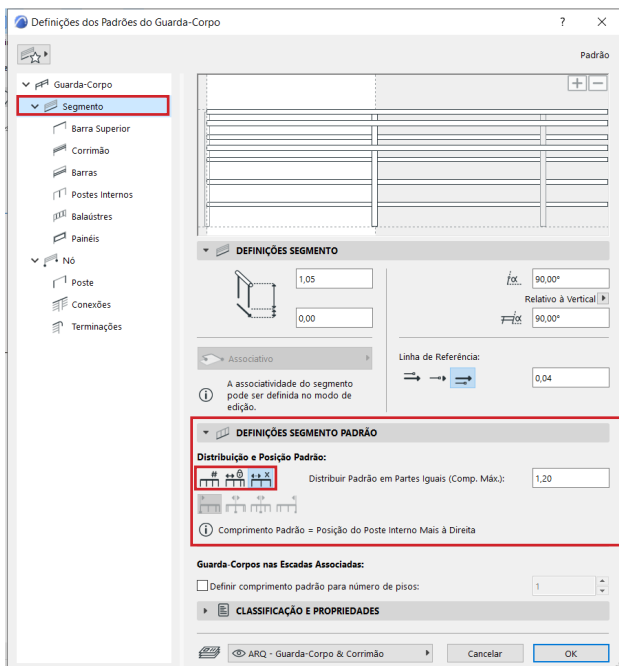 Definições dos Padrões do Guarda-Corpo
?
Padrão
Guarda-Corpo
Segmento
Barra Superior
Corrimão
Barras
Postes Internos
Balaústres
Painéis
Nó
Poste
Conexões
Terminações
DEFINIÇÕES SEGMENTO
1,05
0,00
α
90,00°
Relativo à Vertical
α
90,00°
Associativo
A associatividade do segmento
pode ser definida no modo de
edição.
Linha de Referência:
0,04
DEFINIÇÕES SEGMENTO PADRÃO
Distribuição e Posição Padrão:
# x
Distribuir Padrão em Partes Iguais (Comp. Máx.):
1,20
Comprimento Padrão = Posição do Poste Interno Mais à Direita
Guarda-Corpos nas Escadas Associadas:
Definir comprimento padrão para número de pisos:
1
CLASSIFICAÇÃO E PROPRIEDADES
ARQ - Guarda-Corpo & Corrimão
Cancelar
OK